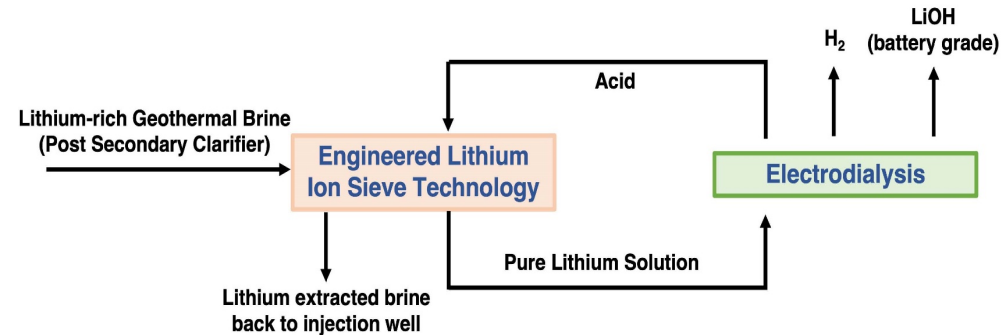 LiOH
(battery grade)
H₂
Acid
Lithium-rich Geothermal Brine
(Post Secondary Clarifier)
Engineered Lithium
Ion Sieve Technology
Electrodialysis
Pure Lithium Solution
Lithium extracted brine
back to injection well